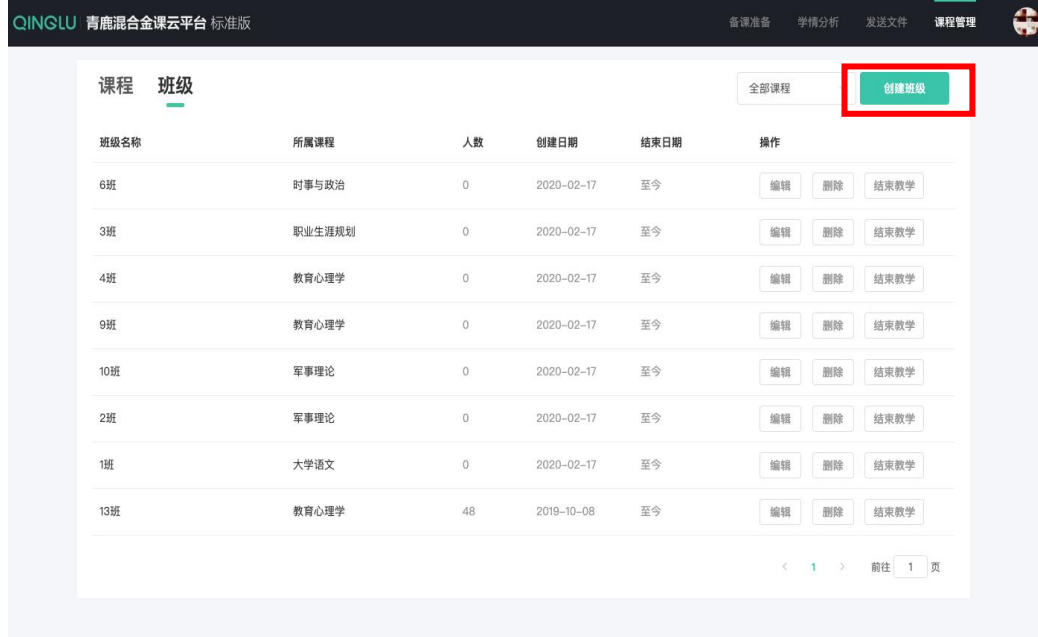 QINGLU 青鹿混合金课云平台 标准版 备课准备 学情分析 发送文件 课程管理
课程 班级 全部课程 创建班级
班级名称 所属课程 人数 创建日期 结束日期 操作
6班 时事与政治 0 2020-02-17 至今 编辑 删除 结束教学
3班 职业生涯规划 0 2020-02-17 至今 编辑 删除 结束教学
4班 教育心理学 0 2020-02-17 至今 编辑 删除 结束教学
9班 教育心理学 0 2020-02-17 至今 编辑 删除 结束教学
10班 军事理论 0 2020-02-17 至今 编辑 删除 结束教学
2班 军事理论 0 2020-02-17 至今 编辑 删除 结束教学
1班 大学语文 0 2020-02-17 至今 编辑 删除 结束教学
13班 教育心理学 48 2019-10-08 至今 编辑 删除 结束教学
< 1 > 前往 1 页